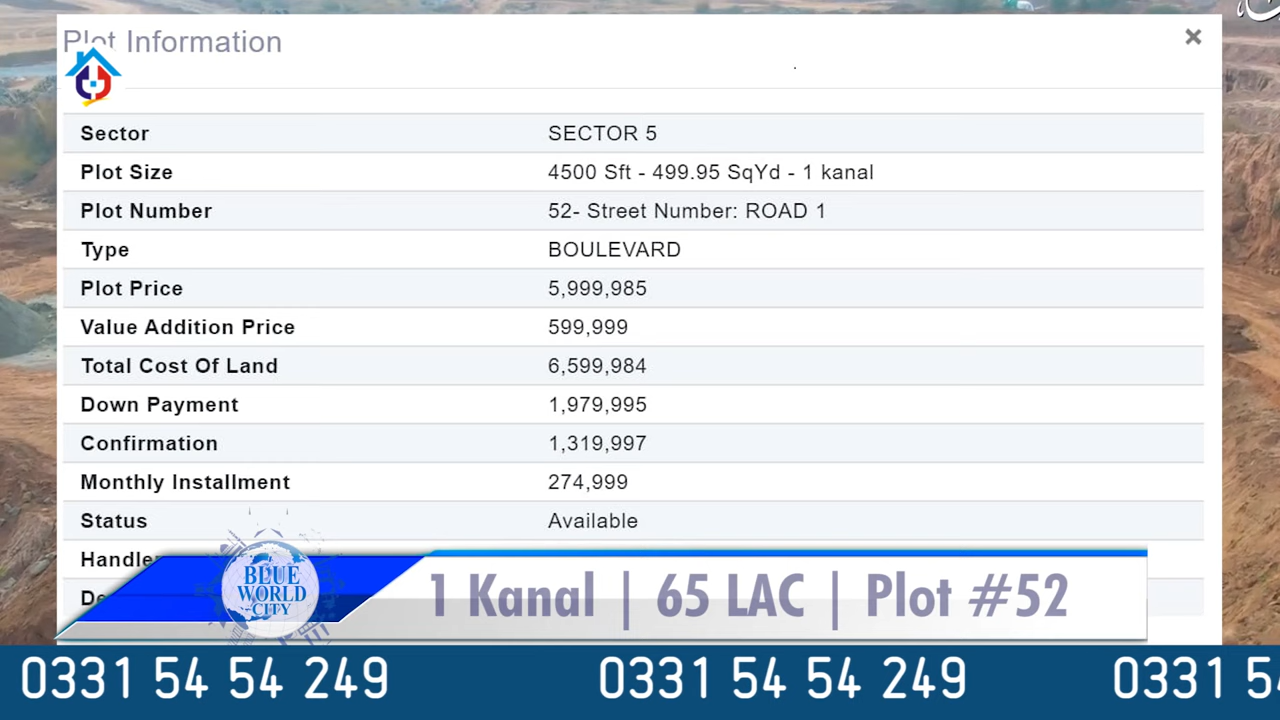 Plot Information
×
Sector SECTOR 5
Plot Size 4500 Sft - 499.95 SqYd - 1 kanal
Plot Number 52- Street Number: ROAD 1
Type BOULEVARD
Plot Price 5,999,985
Value Addition Price 599,999
Total Cost Of Land 6,599,984
Down Payment 1,979,995
Confirmation 1,319,997
Monthly Installment 274,999
Status Available
BLUE
WORLD
CITY
1 Kanal | 65 LAC | Plot #52
0331 54 54 249 0331 54 54 249 0331 5